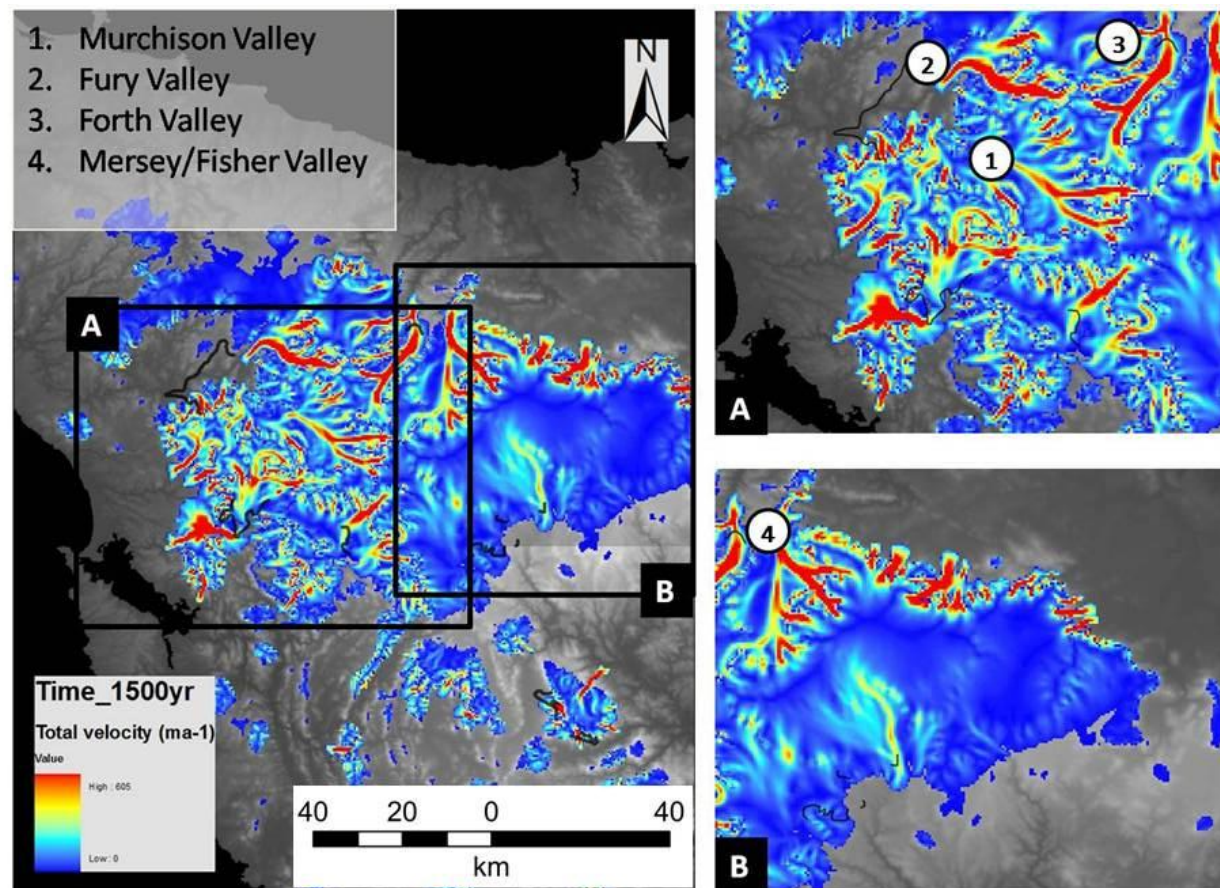 1. Murchison Valley
2. Fury Valley
3. Forth Valley
4. Mersey/Fisher Valley
N
A
B
Time_1500yr
Total velocity (ma-1)
Value
High : 605
Low : 0
40 20 0 40
km
2
3
1
A
4
B